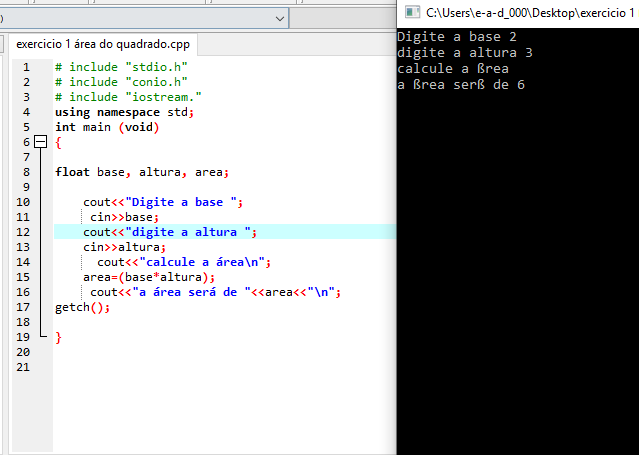 exercicio 1 área do quadrado.cpp
1 # include "stdio.h"
2 # include "conio.h"
3 # include "iostream."
4 using namespace std;
5 int main (void)
6 {
7
8 float base, altura, area;
9
10 cout<<"Digite a base ";
11 cin>>base;
12 cout<<"digite a altura ";
13 cin>>altura;
14 cout<<"calcule a área\n";
15 area=(base*altura);
16 cout<<"a área será de "<<area<<"\n";
17 getch();
18
19 }
20
21
C:\Users\e-a-d_000\Desktop\exercicio 1
Digite a base 2
digite a altura 3
calcule a ßrea
a ßrea serß de 6